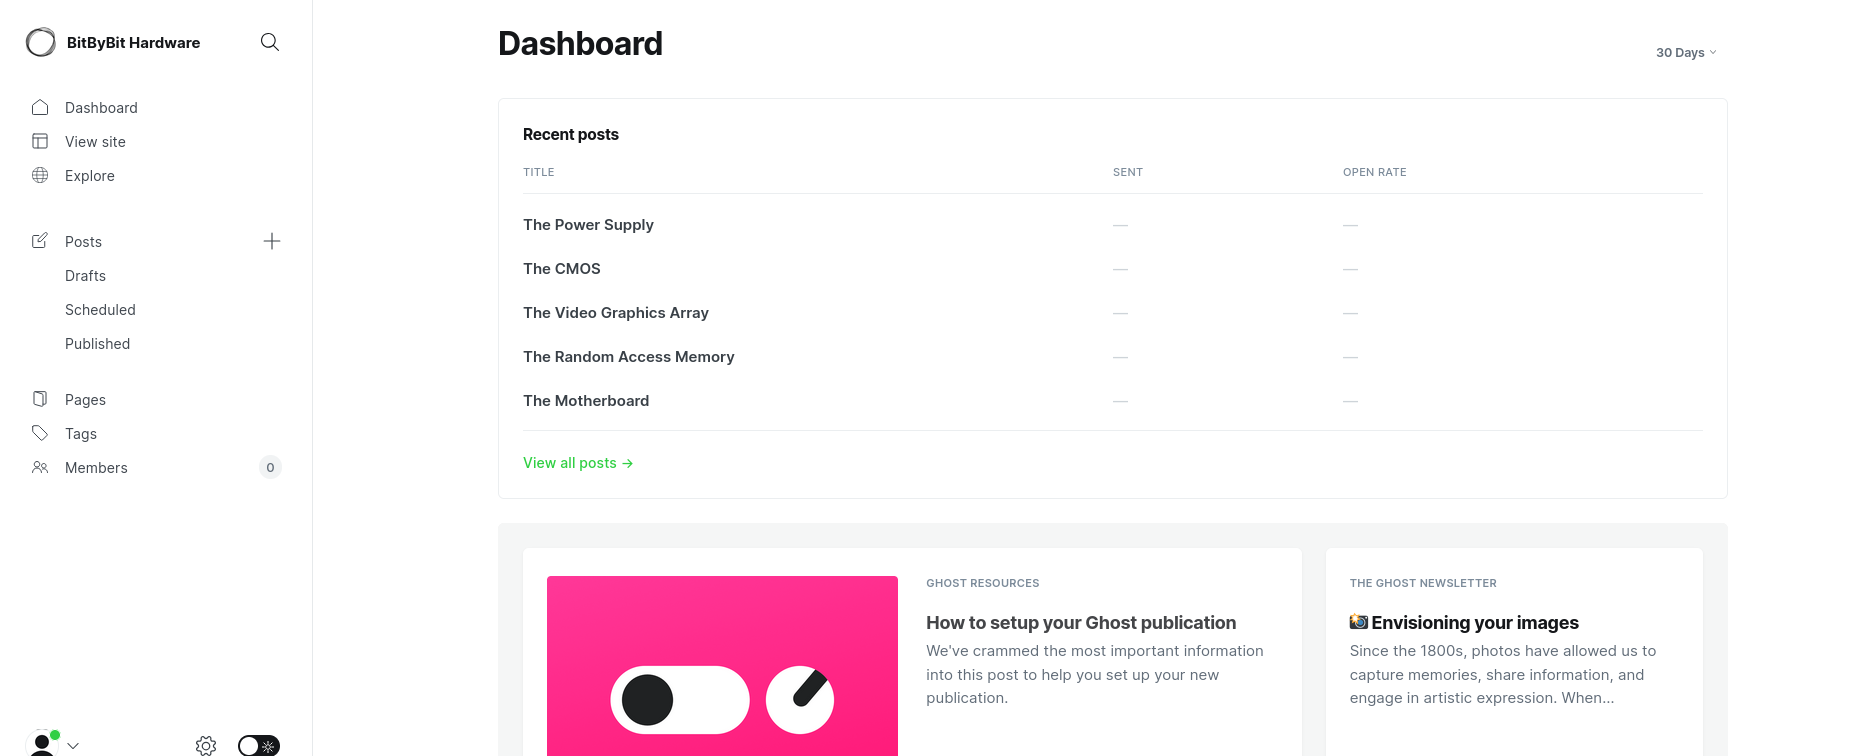 BitByBit Hardware
Dashboard
View site
Explore
Posts
Drafts
Scheduled
Published
Pages
Tags
Members 0
Dashboard
30 Days
Recent posts
TITLE SENT OPEN RATE
The Power Supply — —
The CMOS — —
The Video Graphics Array — —
The Random Access Memory — —
The Motherboard — —
View all posts →
GHOST RESOURCES
How to setup your Ghost publication
We've crammed the most important information
into this post to help you set up your new
publication.
THE GHOST NEWSLETTER
📸 Envisioning your images
Since the 1800s, photos have allowed us to
capture memories, share information, and
engage in artistic expression. When...